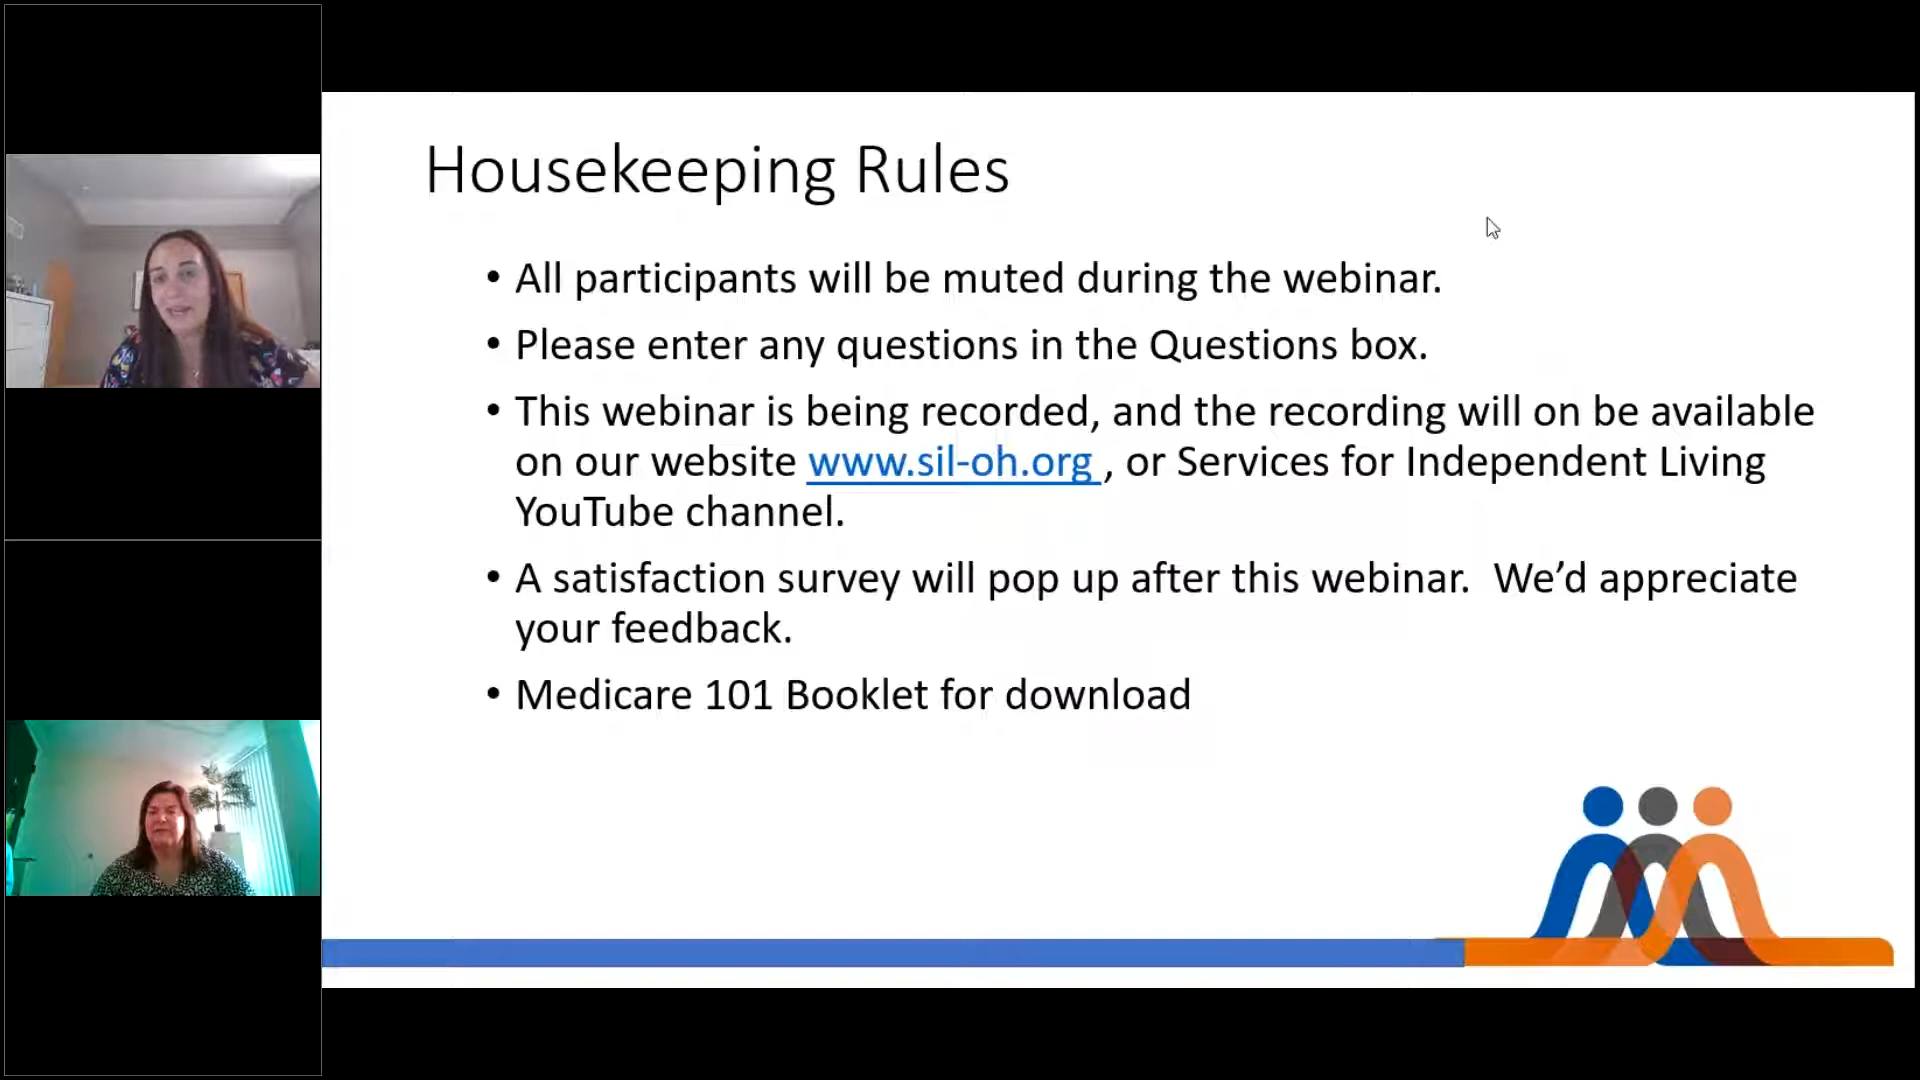 Housekeeping Rules
• All participants will be muted during the webinar.
• Please enter any questions in the Questions box.
• This webinar is being recorded, and the recording will on be available
on our website www.sil-oh.org , or Services for Independent Living
YouTube channel.
• A satisfaction survey will pop up after this webinar.  We’d appreciate
your feedback.
• Medicare 101 Booklet for download